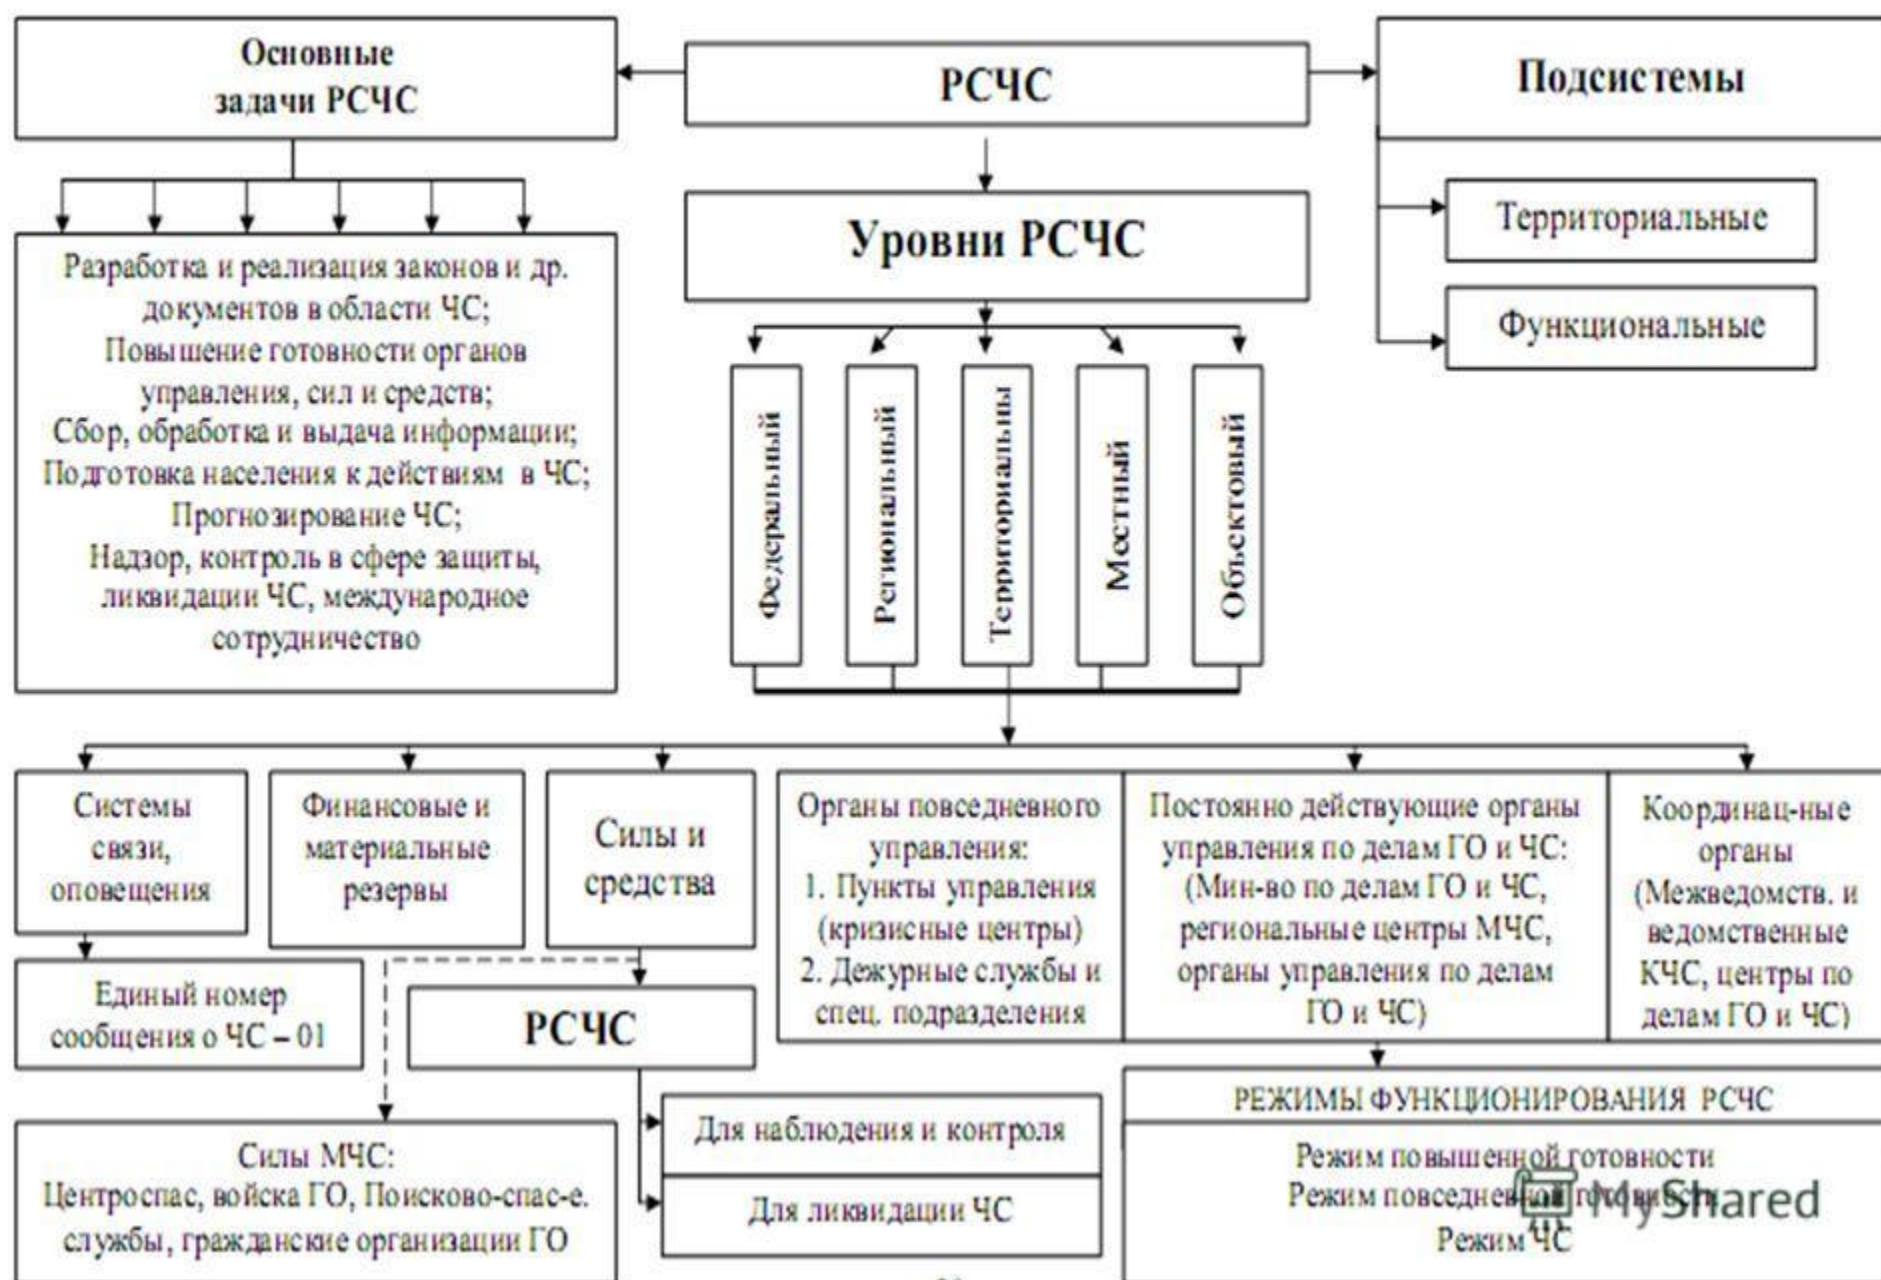 Основные
задачи РСЧС
РСЧС
Подсистемы
Территориальные
Функциональные
Уровни РСЧС
Разработка и реализация законов и др.
документов в области ЧС;
Повышение готовности органов
управления, сил и средств;
Сбор, обработка и выдача информации;
Подготовка населения к действиям в ЧС;
Прогнозирование ЧС;
Надзор, контроль в сфере защиты,
ликвидации ЧС, международное
сотрудничество
Федеральный
Региональный
Территориальны
Местный
Объектовый
Системы
связи,
оповещения
Финансовые и
материальные
резервы
Силы и
средства
Органы повседневного
управления:
1. Пункты управления
(кризисные центры)
2. Дежурные службы и
спец. подразделения
Постоянно действующие органы
управления по делам ГО и ЧС:
(Мин-во по делам ГО и ЧС,
региональные центры МЧС,
органы управления по делам
ГО и ЧС)
Координац-ные
органы
(Межведомств. и
ведомственные
КЧС, центры по
делам ГО и ЧС)
Единый номер
сообщения о ЧС – 01
РСЧС
Для наблюдения и контроля
Для ликвидации ЧС
Силы МЧС:
Центроспас, войска ГО, Поисково-спас-е.
службы, гражданские организации ГО
РЕЖИМЫ ФУНКЦИОНИРОВАНИЯ РСЧС
Режим повышенной готовности
Режим повседневной готовности
Режим ЧС
MyShared